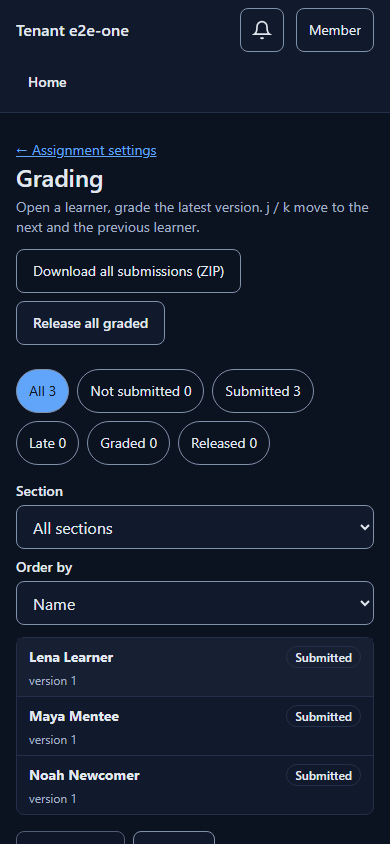 Tenant e2e-one
Member
Home
← Assignment settings
Grading
Open a learner, grade the latest version. j / k move to the
next and the previous learner.
Download all submissions (ZIP)
Release all graded
All 3
Not submitted 0
Submitted 3
Late 0
Graded 0
Released 0
Section
All sections
Order by
Name
Lena Learner
Submitted
version 1
Maya Mentee
Submitted
version 1
Noah Newcomer
Submitted
version 1